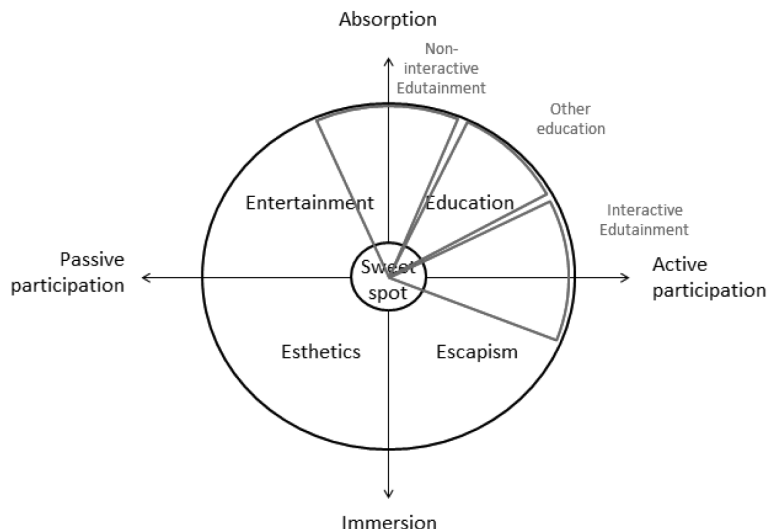 Absorption
Non-
interactive
Edutainment
Other
education
Entertainment
Education
Interactive
Edutainment
Passive
participation
Sweet
spot
Active
participation
Esthetics
Escapism
Immersion